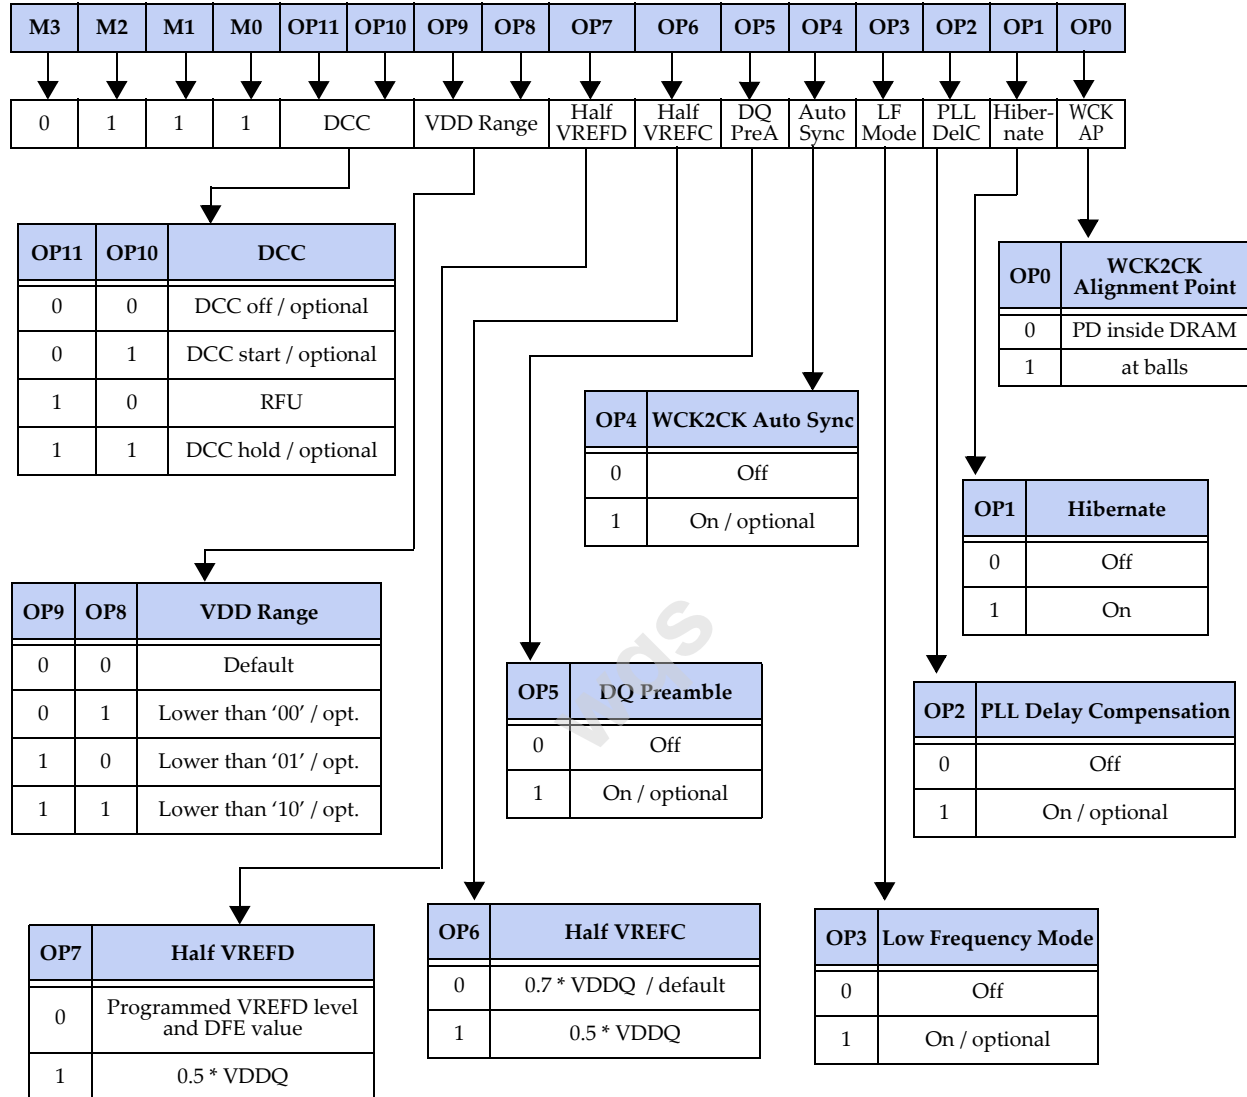 M3 M2 M1 M0 OP11 OP10 OP9 OP8 OP7 OP6 OP5 OP4 OP3 OP2 OP1 OP0
0 1 1 1 DCC VDD Range Half VREFD Half VREFC DQ PreA Auto Sync LF Mode PLL DelC Hiber-nate WCK AP
OP11 OP10 DCC
0 0 DCC off / optional
0 1 DCC start / optional
1 0 RFU
1 1 DCC hold / optional
OP0 WCK2CK
Alignment Point
0 PD inside DRAM
1 at balls
OP4 WCK2CK Auto Sync
0 Off
1 On / optional
OP1 Hibernate
0 Off
1 On
OP9 OP8 VDD Range
0 0 Default
0 1 Lower than ‘00’ / opt.
1 0 Lower than ‘01’ / opt.
1 1 Lower than ‘10’ / opt.
OP5 DQ Preamble
0 Off
1 On / optional
wqs
OP2 PLL Delay Compensation
0 Off
1 On / optional
OP7 Half VREFD
0 Programmed VREFD level
and DFE value
1 0.5 * VDDQ
OP6 Half VREFC
0 0.7 * VDDQ / default
1 0.5 * VDDQ
OP3 Low Frequency Mode
0 Off
1 On / optional